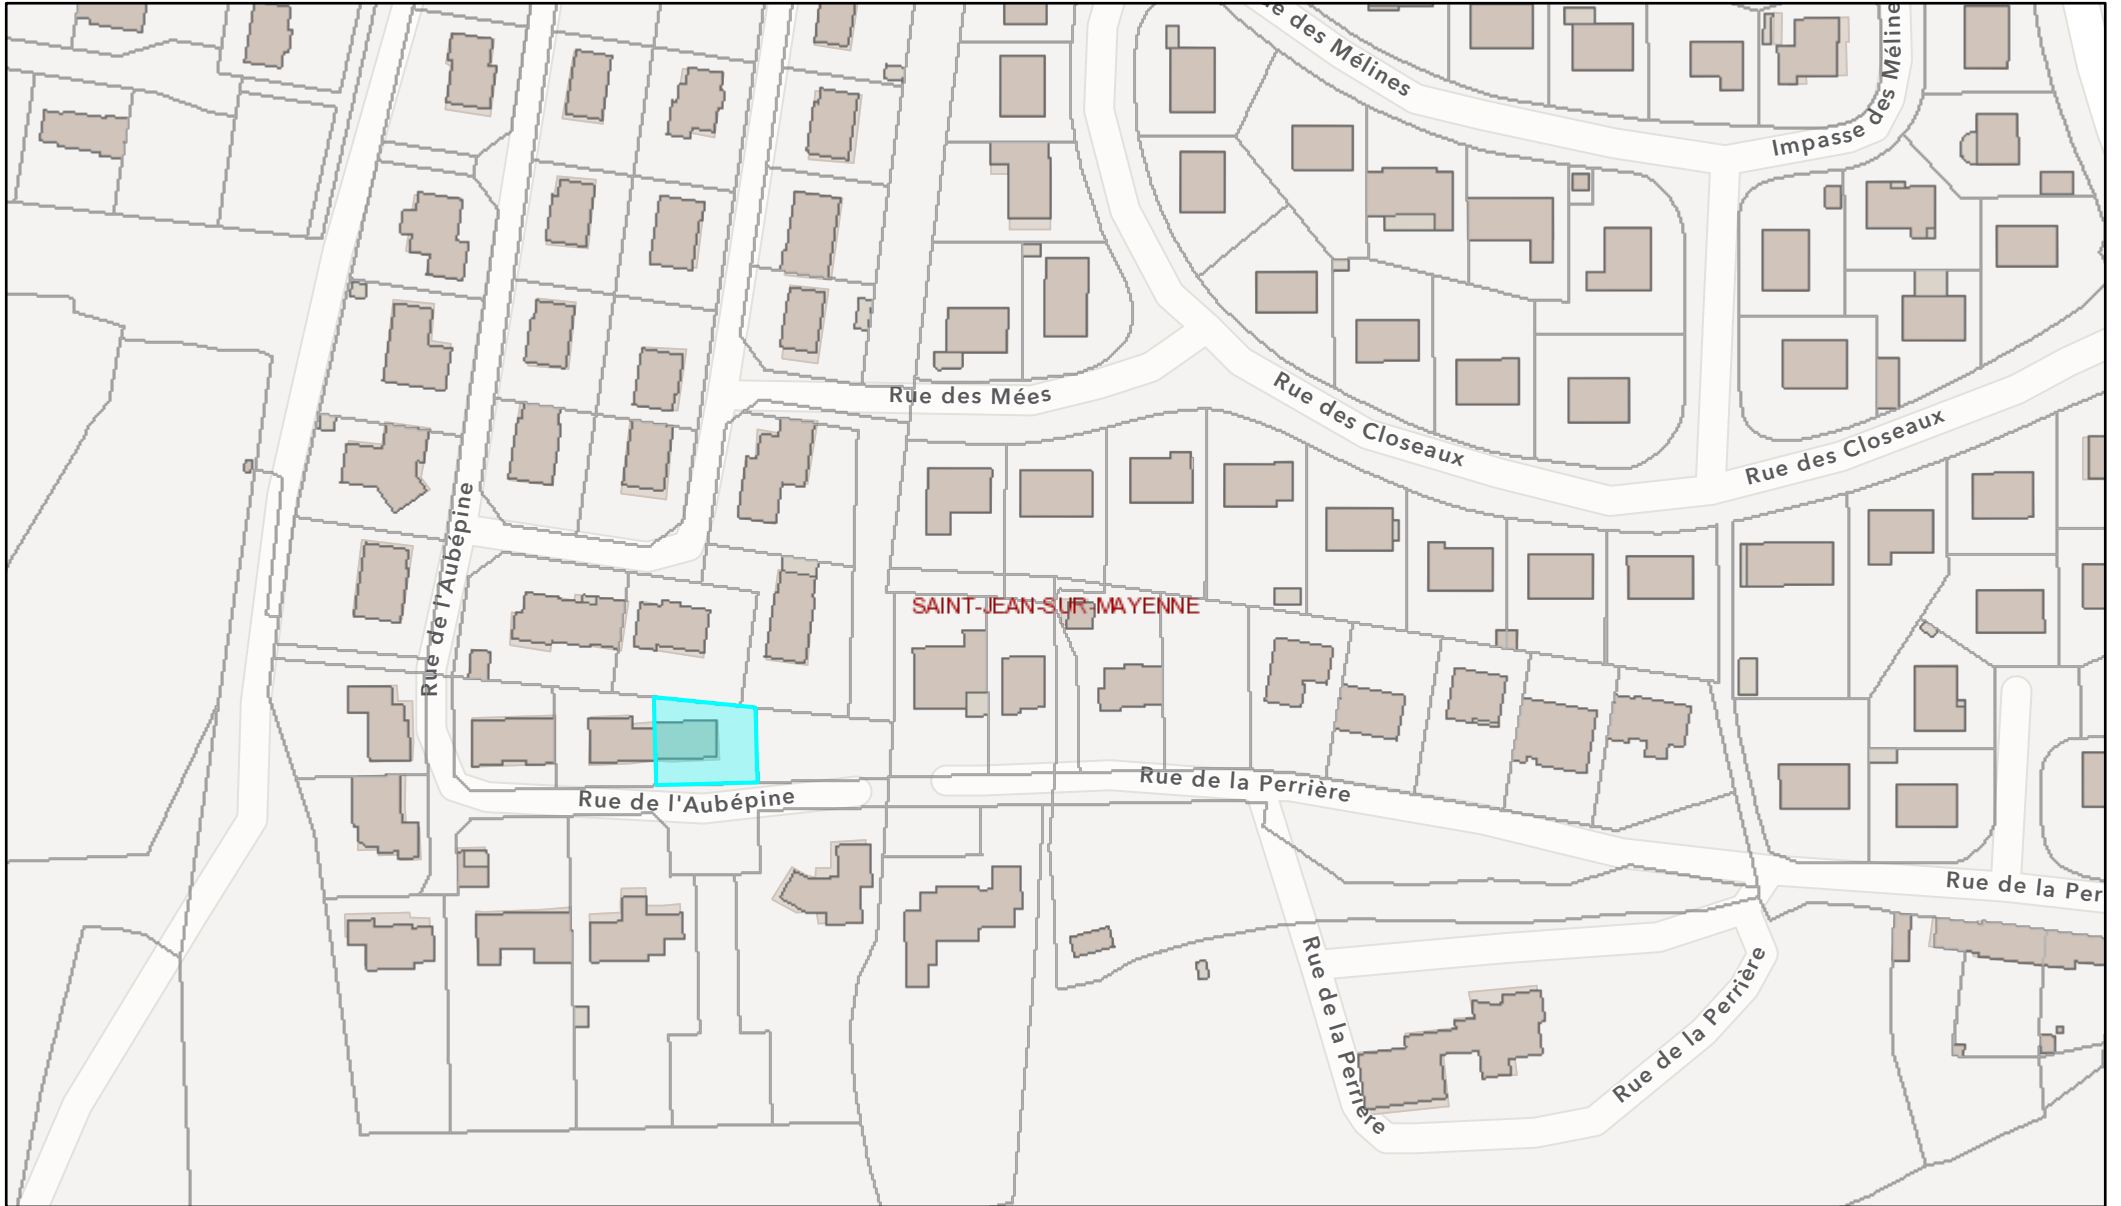 e des Mélines
Impasse des Méline
Rue des Mées
Rue des Closeaux
Rue des Closeaux
Rue de l'Aubépine
SAINT-JEAN-SUR-MAYENNE
Rue de l'Aubépine
Rue de la Perrière
Rue de la Per
Rue de la Perrière
Rue de la Perrière